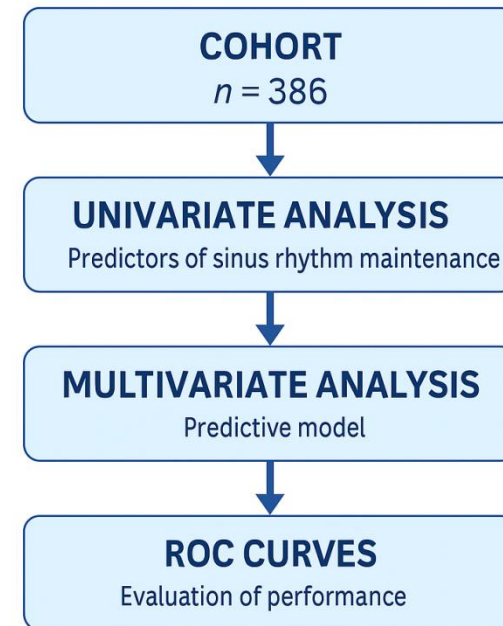 COHORT
n = 386
UNIVARIATE ANALYSIS
Predictors of sinus rhythm maintenance
MULTIVARIATE ANALYSIS
Predictive model
ROC CURVES
Evaluation of performance